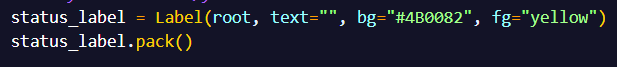 status_label = Label(root, text="", bg="#4B0082", fg="yellow")
status_label.pack()